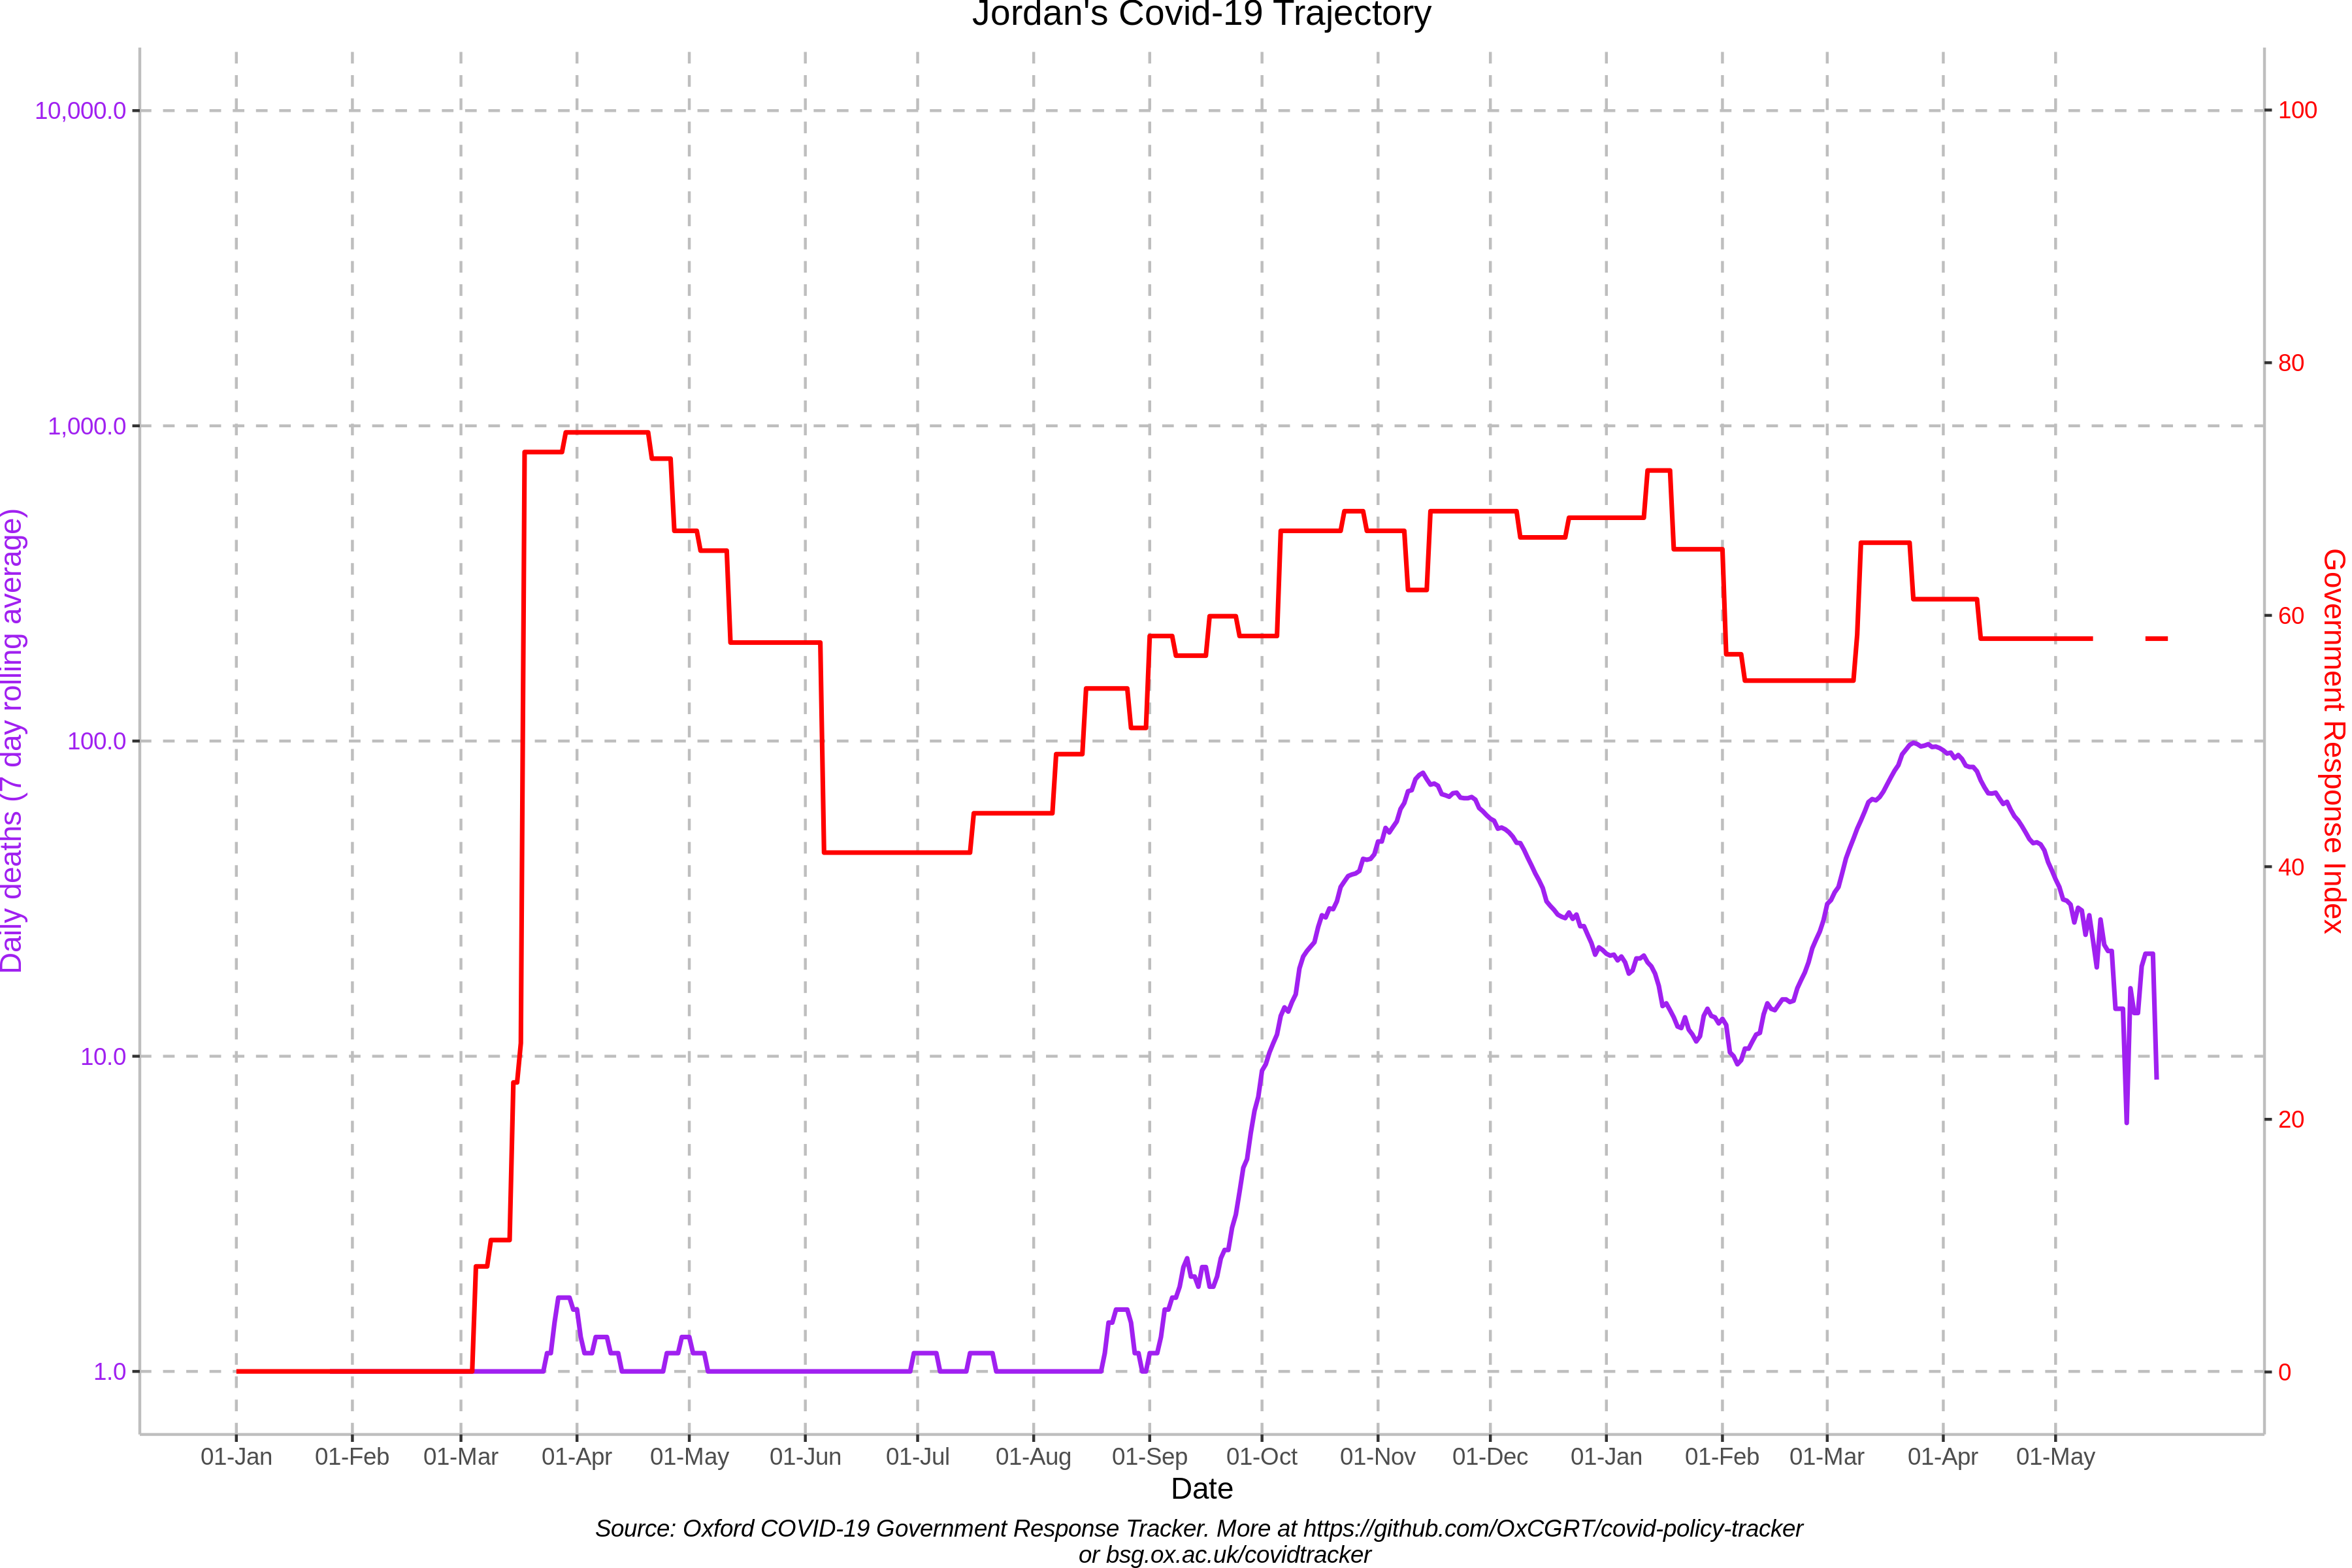 Jordan's Covid-19 Trajectory
10,000.0
1,000.0
100.0
10.0
1.0
Daily deaths (7 day rolling average)
100
80
60
40
20
0
Government Response Index
01-Jan 01-Feb 01-Mar 01-Apr 01-May 01-Jun 01-Jul 01-Aug 01-Sep 01-Oct 01-Nov 01-Dec 01-Jan 01-Feb 01-Mar 01-Apr 01-May
Date
Source: Oxford COVID-19 Government Response Tracker. More at https://github.com/OxCGRT/covid-policy-tracker
or bsg.ox.ac.uk/covidtracker